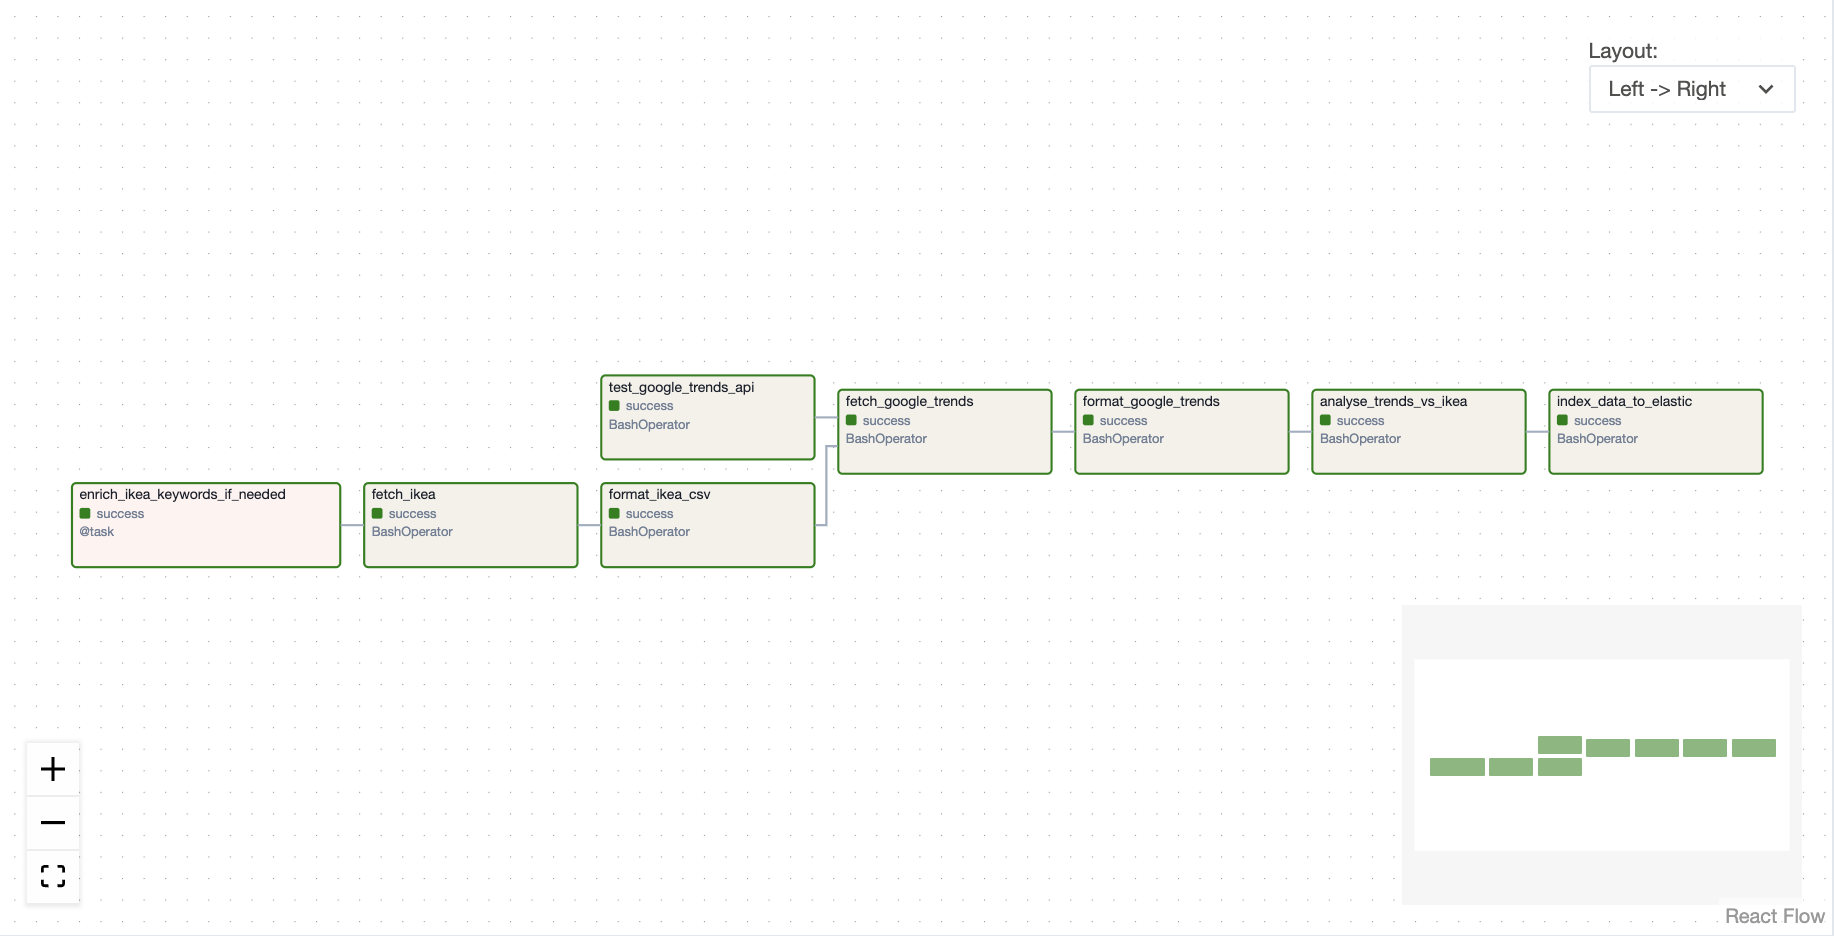 Layout:
Left -> Right
test_google_trends_api
success
BashOperator
fetch_google_trends
success
BashOperator
format_google_trends
success
BashOperator
analyse_trends_vs_ikea
success
BashOperator
index_data_to_elastic
success
BashOperator
enrich_ikea_keywords_if_needed
success
@task
fetch_ikea
success
BashOperator
format_ikea_csv
success
BashOperator
React Flow